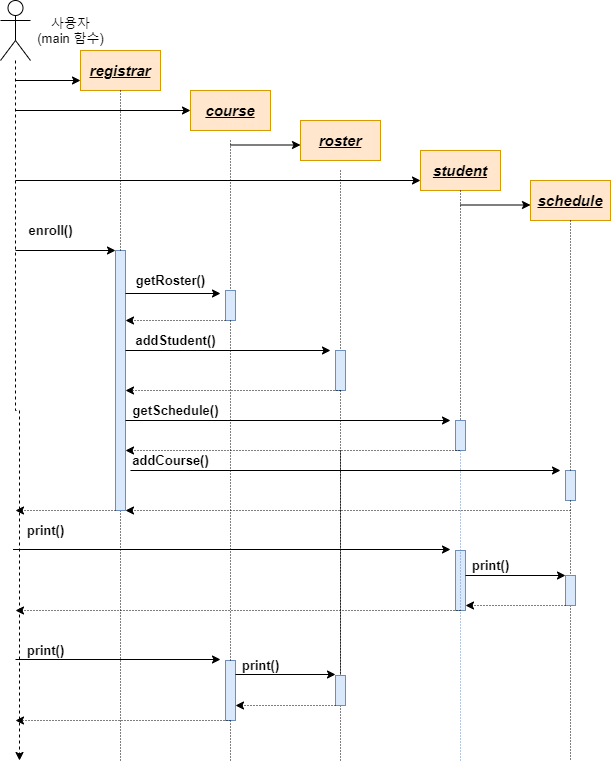 사용자
(main 함수)
registrar
course
roster
student
schedule
enroll()
getRoster()
addStudent()
getSchedule()
addCourse()
print()
print()
print()
print()